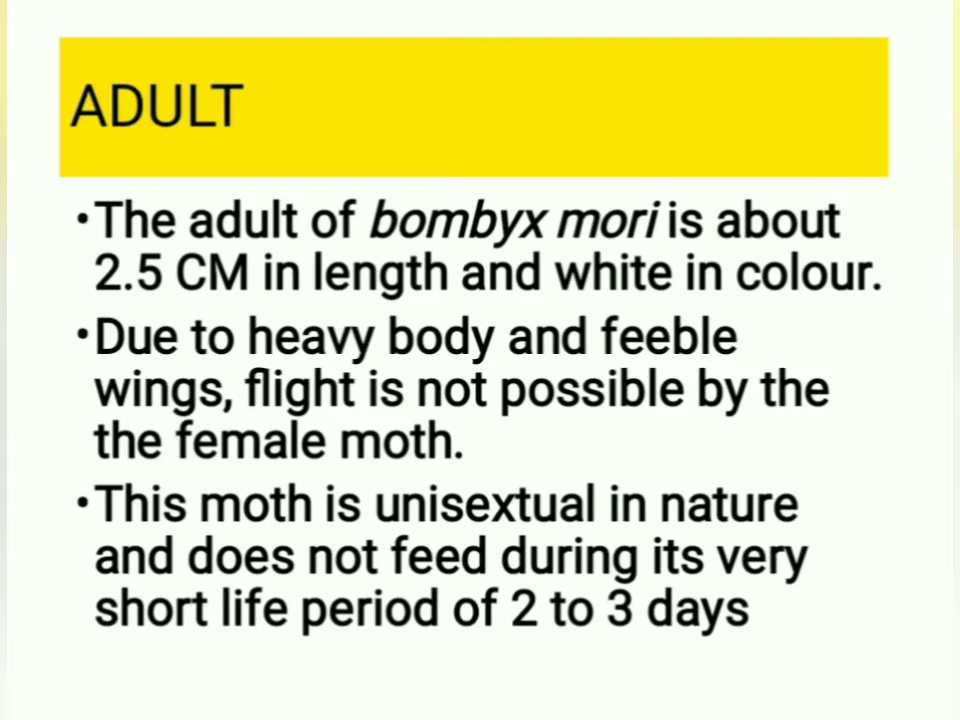 ADULT
•The adult of bombyx mori is about
2.5 CM in length and white in colour.
•Due to heavy body and feeble
wings, flight is not possible by the
the female moth.
•This moth is unisextual in nature
and does not feed during its very
short life period of 2 to 3 days